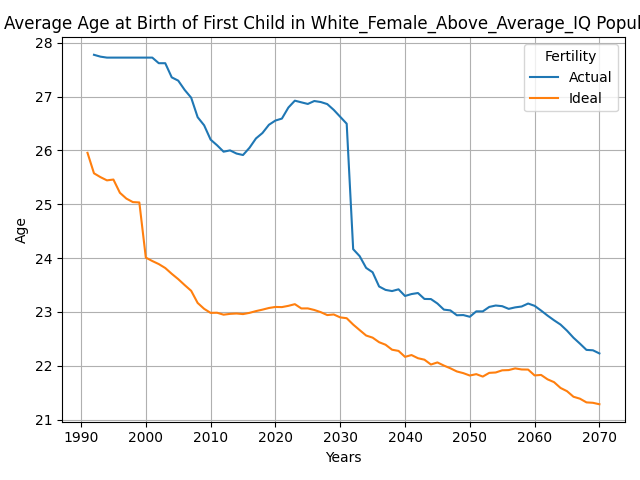 Average Age at Birth of First Child in White_Female_Above_Average_IQ Popul
Fertility
Actual
Ideal
28
27
26
25
24
23
22
21
Age
1990 2000 2010 2020 2030 2040 2050 2060 2070
Years